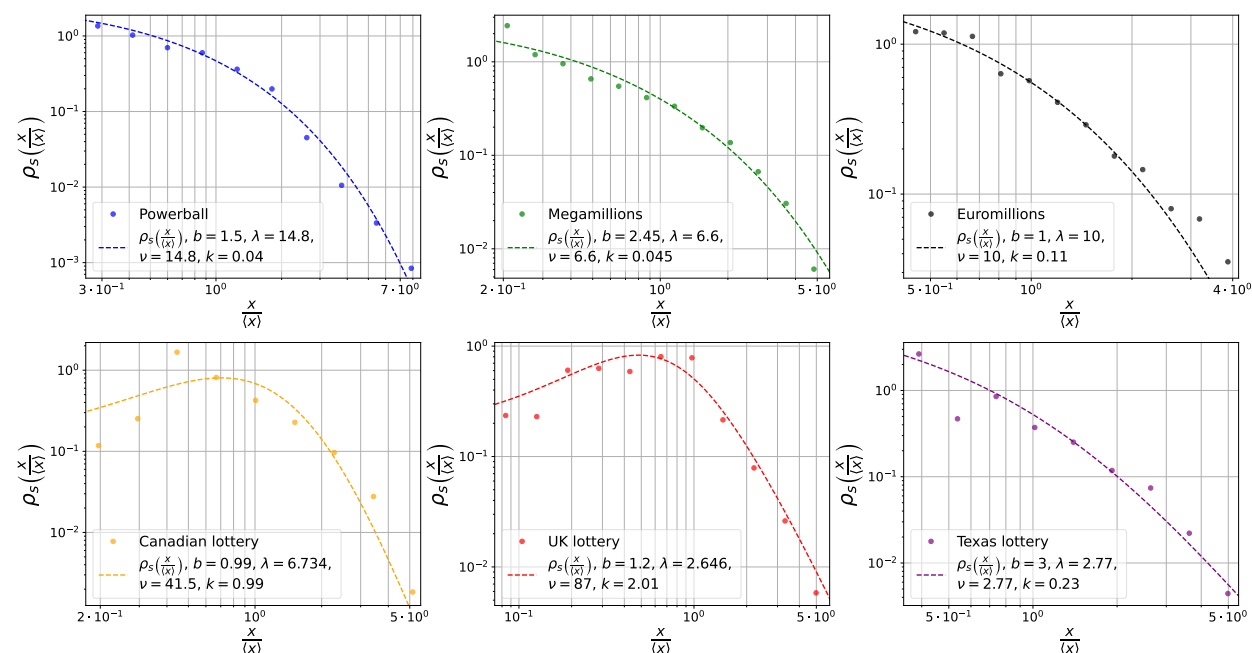 ρₛ(x/⟨x⟩)
10⁰
10⁻¹
10⁻²
10⁻³
Powerball
ρₛ(x/⟨x⟩), b = 1.5, λ = 14.8,
ν = 14.8, k = 0.04
3·10⁻¹ 10⁰ 7·10⁰
x/⟨x⟩
ρₛ(x/⟨x⟩)
10⁰
10⁻¹
10⁻²
Megamillions
ρₛ(x/⟨x⟩), b = 2.45, λ = 6.6,
ν = 6.6, k = 0.045
2·10⁻¹ 10⁰ 5·10⁰
x/⟨x⟩
ρₛ(x/⟨x⟩)
10⁰
10⁻¹
Euromillions
ρₛ(x/⟨x⟩), b = 1, λ = 10,
ν = 10, k = 0.11
5·10⁻¹ 10⁰ 4·10⁰
x/⟨x⟩
ρₛ(x/⟨x⟩)
10⁰
10⁻¹
10⁻²
Canadian lottery
ρₛ(x/⟨x⟩), b = 0.99, λ = 6.734,
ν = 41.5, k = 0.99
2·10⁻¹ 10⁰ 5·10⁰
x/⟨x⟩
ρₛ(x/⟨x⟩)
10⁰
10⁻¹
10⁻²
UK lottery
ρₛ(x/⟨x⟩), b = 1.2, λ = 2.646,
ν = 87, k = 2.01
10⁻¹ 10⁰ 5·10⁰
x/⟨x⟩
ρₛ(x/⟨x⟩)
10⁰
10⁻¹
10⁻²
Texas lottery
ρₛ(x/⟨x⟩), b = 3, λ = 2.77,
ν = 2.77, k = 0.23
5·10⁻¹ 10⁰ 5·10⁰
x/⟨x⟩